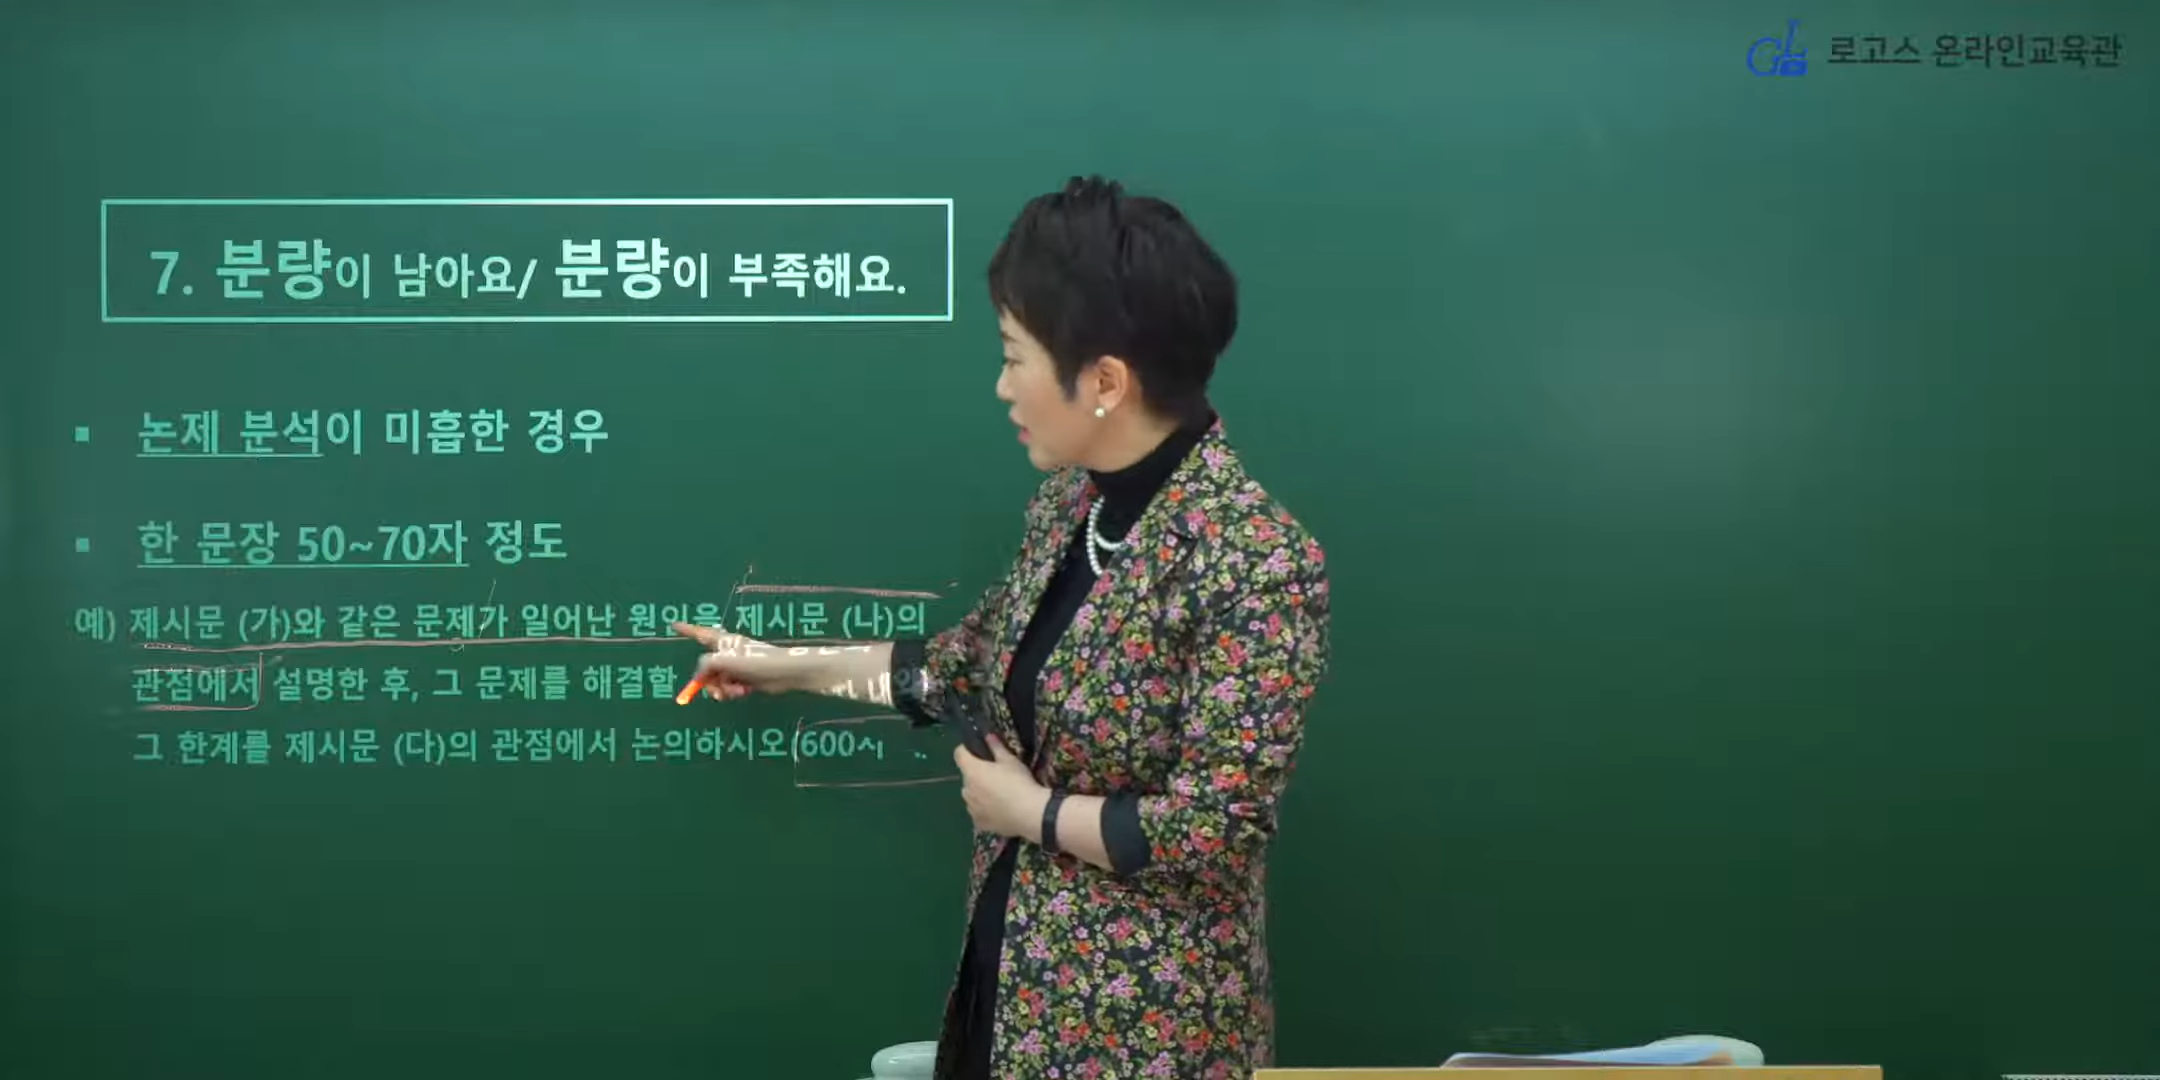 로고스 온라인교육관
7. 분량이 남아요/ 분량이 부족해요.
▪ 논제 분석이 미흡한 경우
▪ 한 문장 50~70자 정도
예) 제시문 (가)와 같은 문제가 일어난 원인을 제시문 (나)의
관점에서 설명한 후, 그 문제를 해결할
그 한계를 제시문 (다)의 관점에서 논의하시오(600